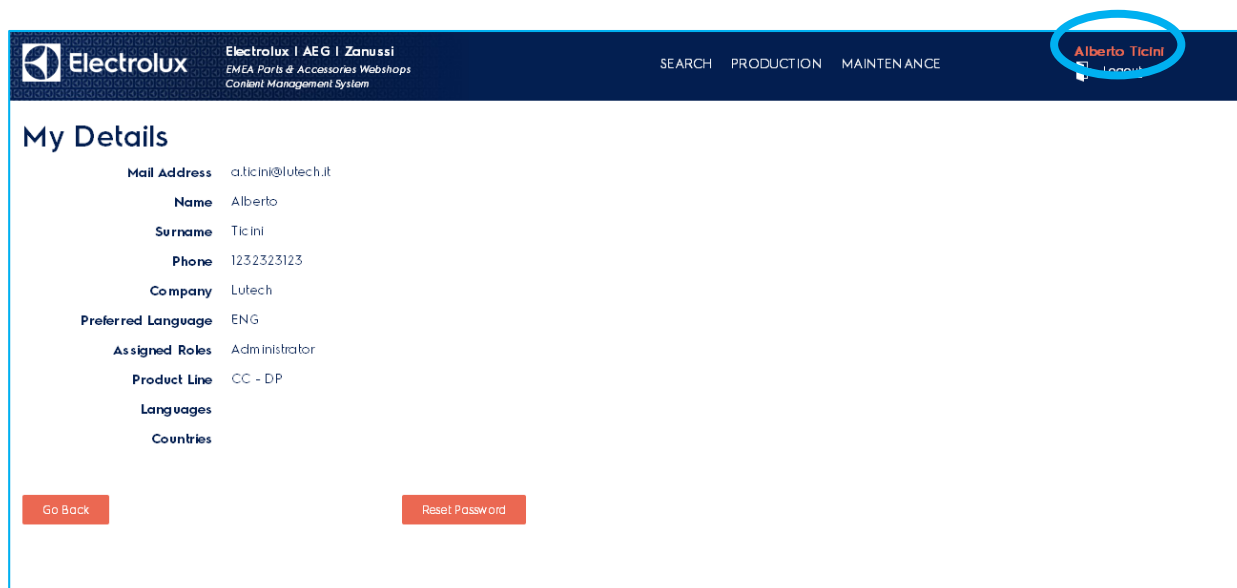 Electrolux
Electrolux | AEG | Zanussi
EMEA Parts & Accessories Webshops
Content Management System
SEARCH PRODUCTION MAINTENANCE
Alberto Ticini
Logout
My Details
Mail Address a.ticini@lutech.it
Name Alberto
Surname Ticini
Phone 1232323123
Company Lutech
Preferred Language ENG
Assigned Roles Administrator
Product Line CC - DP
Languages
Countries
Go Back Reset Password